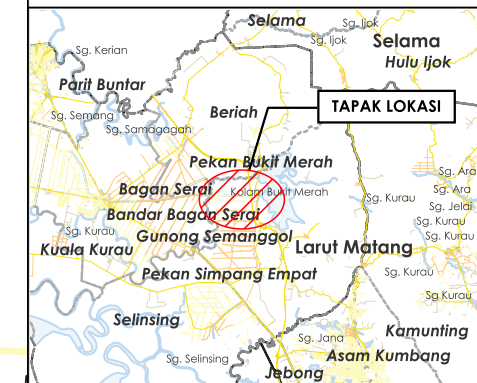 Selama
Sg. Ijok
Sg. Ijok
Selama
Sg. Kerian
Hulu Ijok
Parit Buntar
TAPAK LOKASI
Beriah
Sg. Semang
Sg. Samagagah
Pekan Bukit Merah
Sg. Ara
Bagan Serai
Kolam Bukit Merah
Sg. Ara
Sg. Kurau
Sg. Jelai
Bandar Bagan Serai
Sg. Kurau
Sg. Kurau
Gunong Semanggol
Sg. Kurau
Kuala Kurau
Larut Matang
Pekan Simpang Empat
Sg. Kurau
Sg Kurau
Selinsing
Kamunting
Sg. Jana
Sg. Selinsing
Asam Kumbang
Jebong